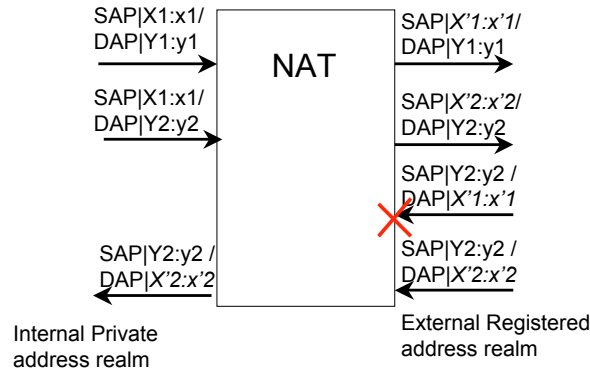 SAP|X1:x1/
DAP|Y1:y1
SAP|X1:x1/
DAP|Y2:y2
NAT
SAP|X'1:x'1/
DAP|Y1:y1
SAP|X'2:x'2/
DAP|Y2:y2
SAP|Y2:y2 /
DAP|X'1:x'1
SAP|Y2:y2 /
DAP|X'2:x'2
SAP|Y2:y2 /
DAP|X'2:x'2
Internal Private
address realm
External Registered
address realm